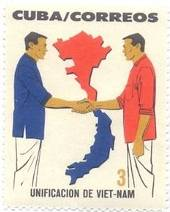 CUBA/CORREOS
3
UNIFICACION DE VIET-NAM